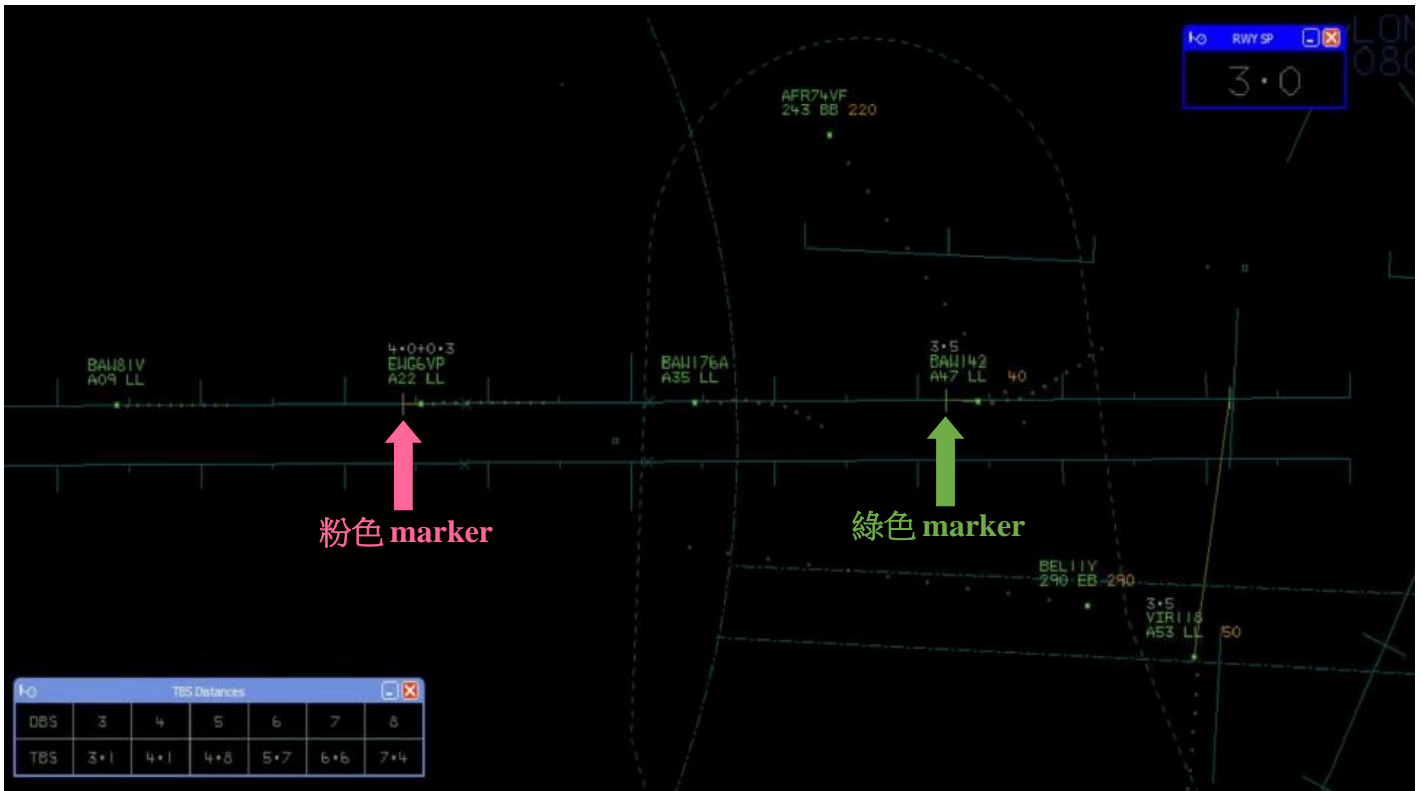 RWY SP
3·0
LON
080
AFR74VF
243 BB 220
4·0+0·3
EWG6VP
A22 LL
BAW81V
A09 LL
BAW176A
A35 LL
3·5
BAW142
A47 LL 40
粉色 marker
綠色 marker
BEL11Y
290 EB 290
3·5
VIR118
A53 LL 50
TBS Distances
DBS 3 4 5 6 7 8
TBS 3·1 4·1 4·8 5·7 6·6 7·4